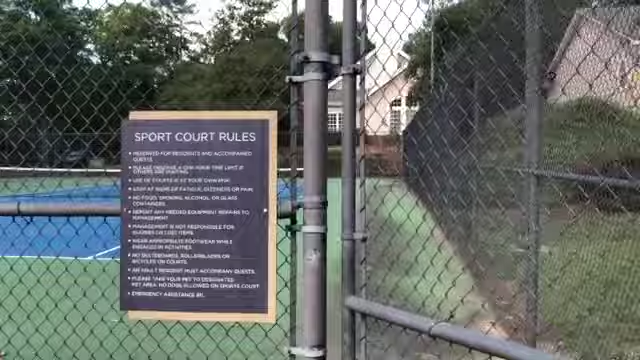 SPORT COURT RULES
• RESERVED FOR RESIDENTS AND ACCOMPANIED
GUESTS.
• PLEASE OBSERVE A ONE HOUR TIME LIMIT IF
OTHERS ARE WAITING.
• USE OF COURTS IS AT YOUR OWN RISK.
• STOP AT SIGNS OF FATIGUE, DIZZINESS OR PAIN.
• NO FOOD, SMOKING, ALCOHOL, OR GLASS
CONTAINERS.
• REPORT ANY NEEDED EQUIPMENT REPAIRS TO
MANAGEMENT.
• MANAGEMENT IS NOT RESPONSIBLE FOR
INJURIES OR LOST ITEMS.
• WEAR APPROPRIATE FOOTWEAR WHILE
ENGAGED IN ACTIVITIES.
• NO SKATEBOARDS, ROLLERBLADES OR
BICYCLES ON COURTS.
• AN ADULT RESIDENT MUST ACCOMPANY GUESTS.
• PLEASE TAKE YOUR PET TO DESIGNATED
PET AREA. NO DOGS ALLOWED ON SPORTS COURT.
• EMERGENCY ASSISTANCE 911.